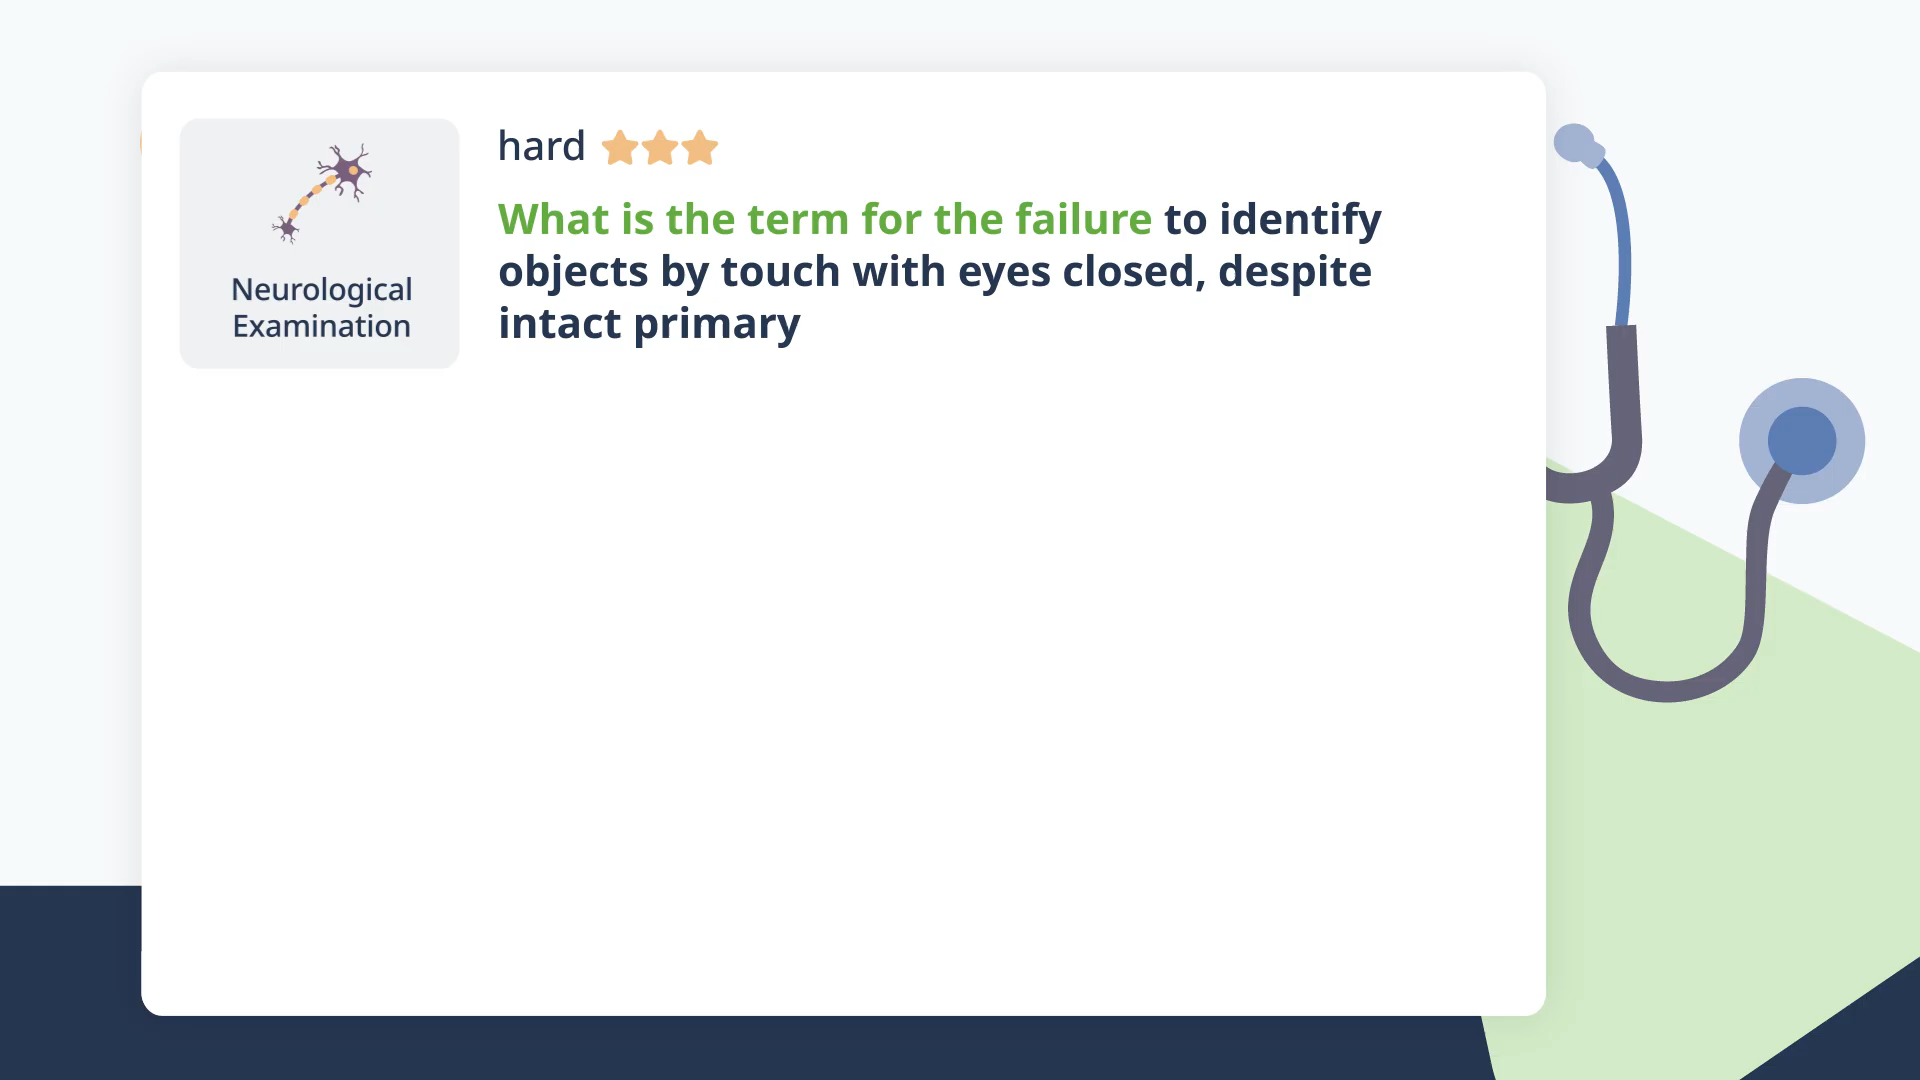 Neurological
Examination
hard
What is the term for the failure to identify
objects by touch with eyes closed, despite
intact primary